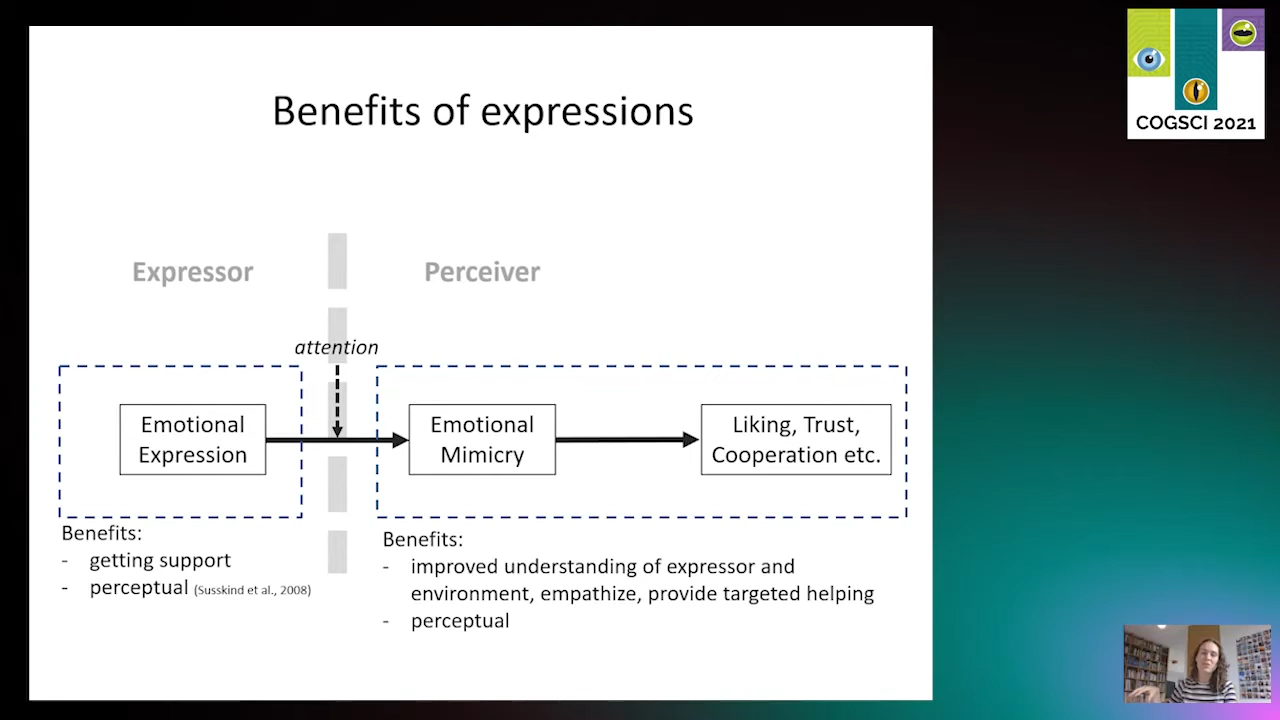 Benefits of expressions
COGSCI 2021
Expressor
Perceiver
attention
Emotional
Expression
Emotional
Mimicry
Liking, Trust,
Cooperation etc.
Benefits:
- getting support
- perceptual (Susskind et al., 2008)
Benefits:
- improved understanding of expressor and
environment, empathize, provide targeted helping
- perceptual